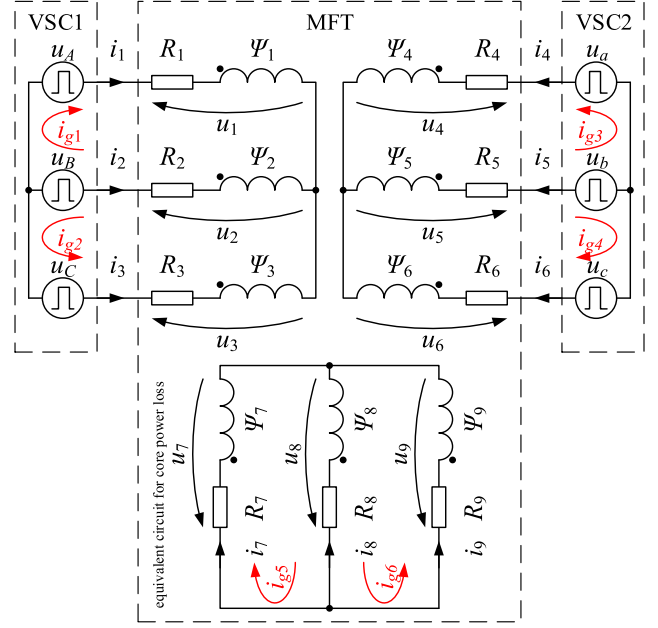 VSC1 MFT VSC2
u_A i_1 R_1 Ψ_1 Ψ_4 R_4 i_4 u_a
i_g1 u_1 u_4 i_g3
u_B i_2 R_2 Ψ_2 Ψ_5 R_5 i_5 u_b
i_g2 u_2 u_5 i_g4
u_C i_3 R_3 Ψ_3 Ψ_6 R_6 i_6 u_c
u_3 u_6
equivalent circuit for core power loss
u_7 Ψ_7 u_8 Ψ_8 u_9 Ψ_9
R_7 R_8 R_9
i_7 i_8 i_9
i_g5 i_g6